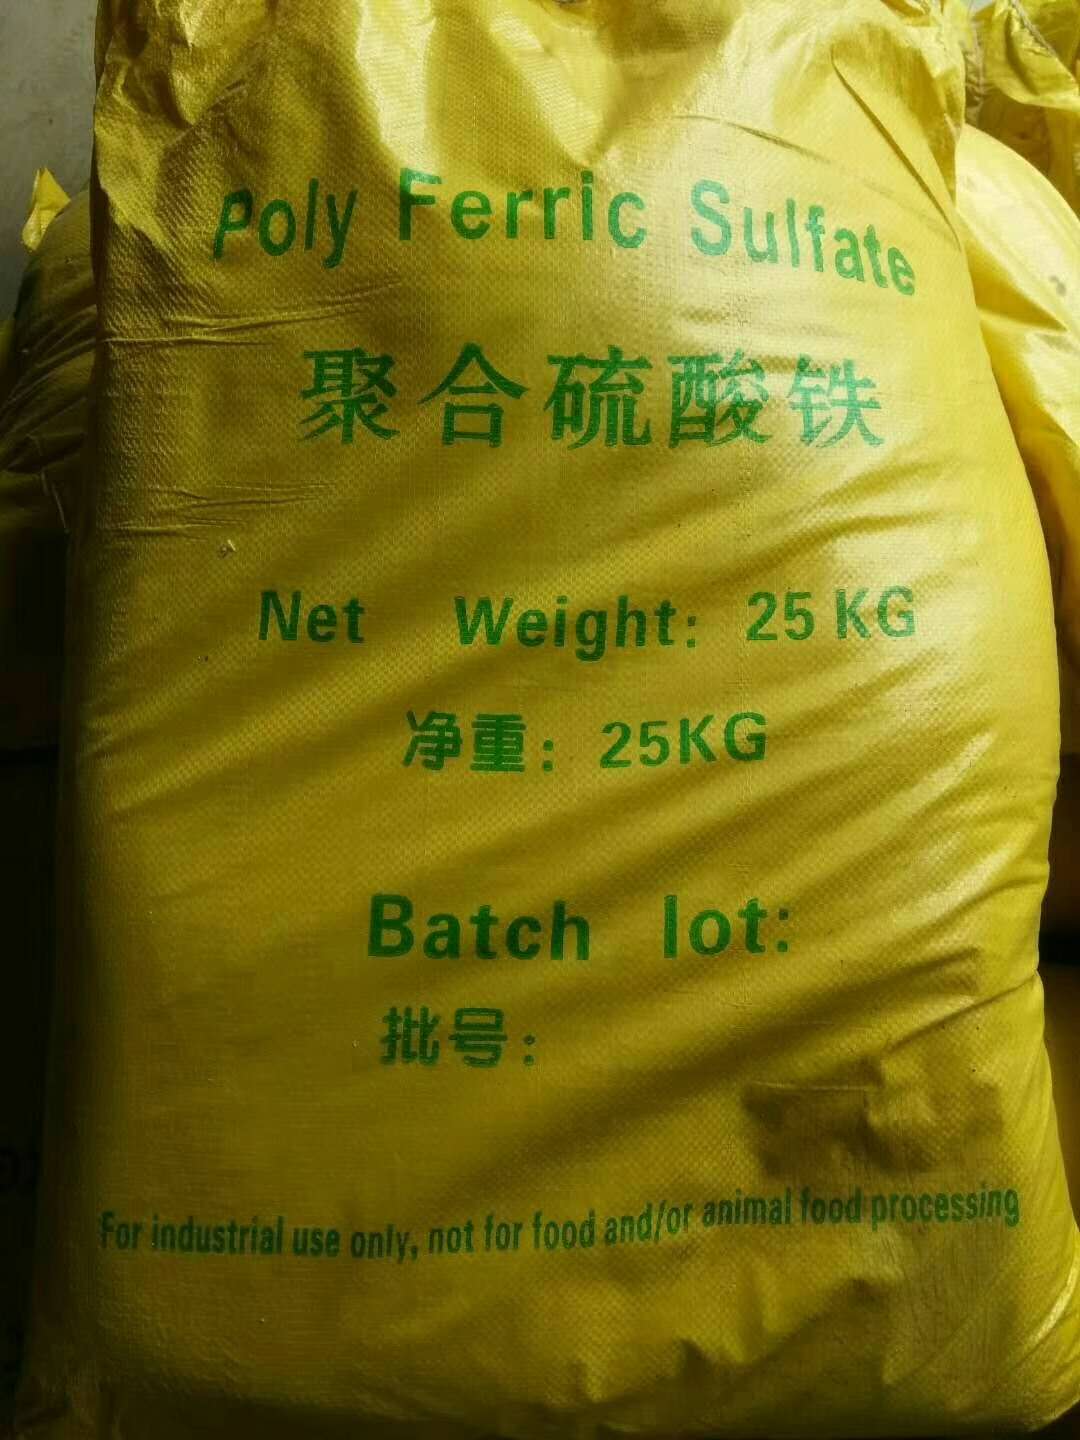 Poly Ferric Sulfate
聚合硫酸铁
Net Weight: 25 KG
净重: 25KG
Batch lot:
批号:
For industrial use only, not for food and/or animal food processing